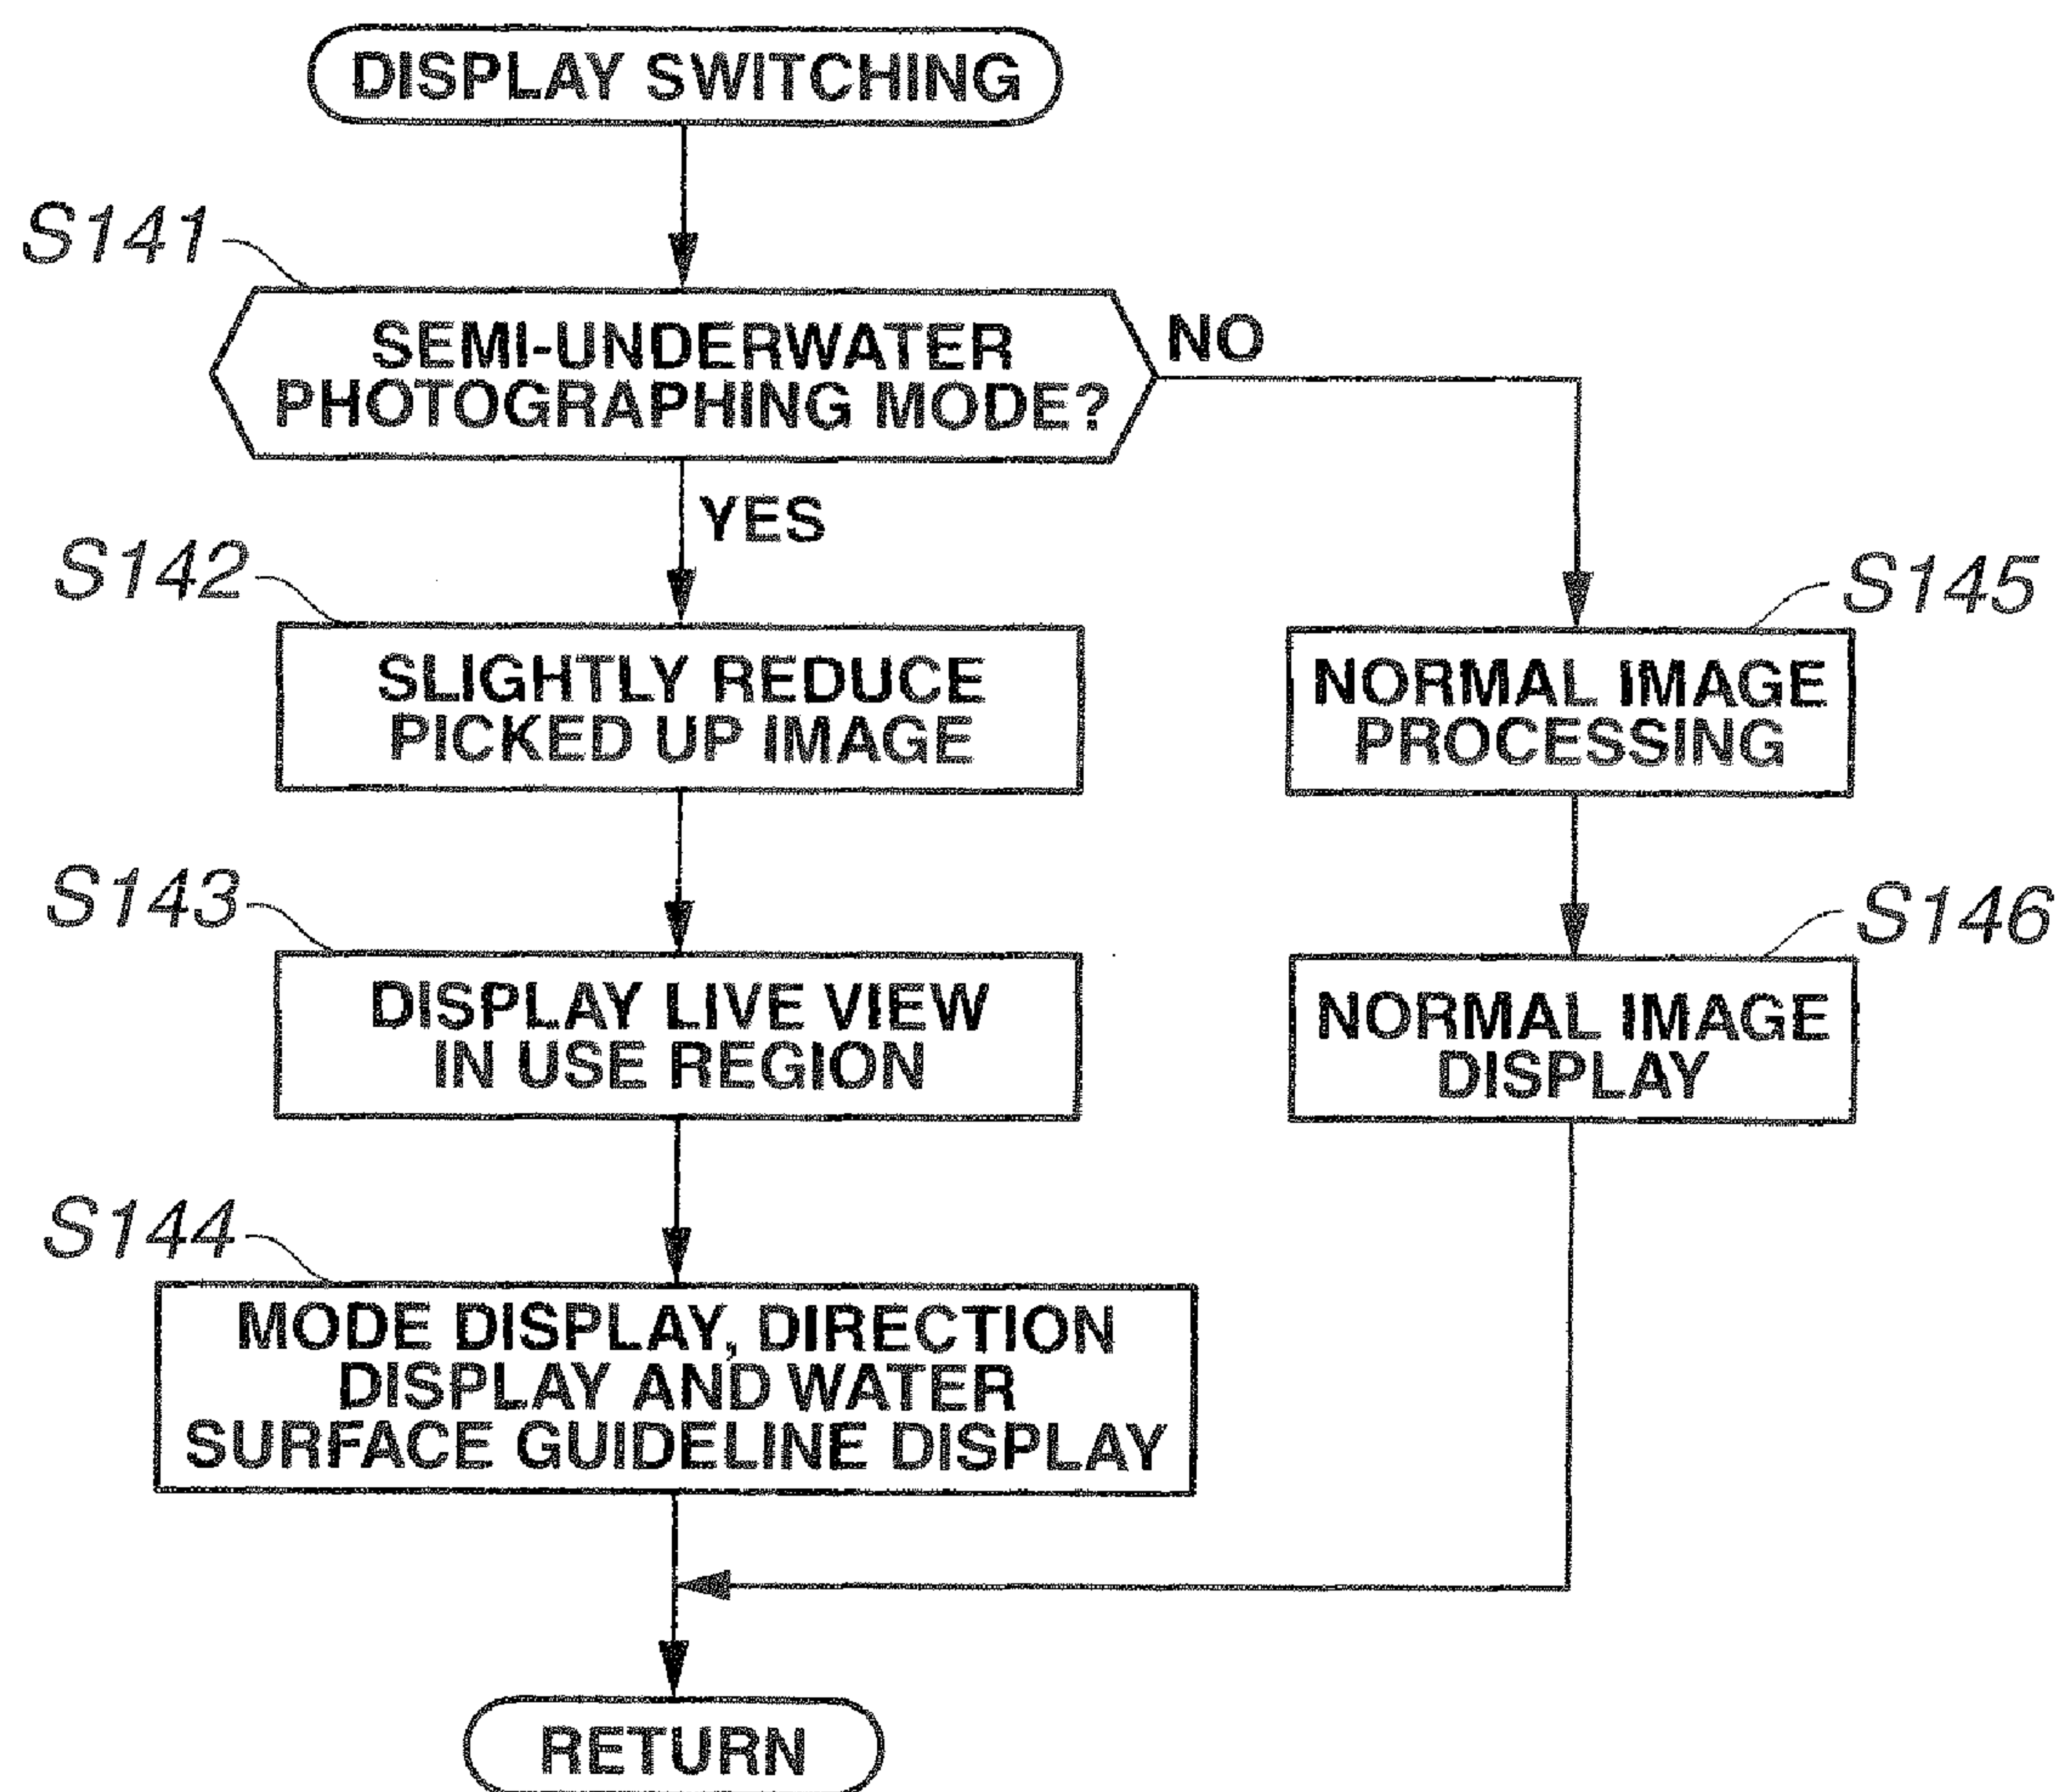 DISPLAY SWITCHING
S141
SEMI-UNDERWATER
PHOTOGRAPHING MODE?
NO
YES
S142
SLIGHTLY REDUCE
PICKED UP IMAGE
S145
NORMAL IMAGE
PROCESSING
S143
DISPLAY LIVE VIEW
IN USE REGION
S146
NORMAL IMAGE
DISPLAY
S144
MODE DISPLAY, DIRECTION
DISPLAY AND WATER
SURFACE GUIDELINE DISPLAY
RETURN